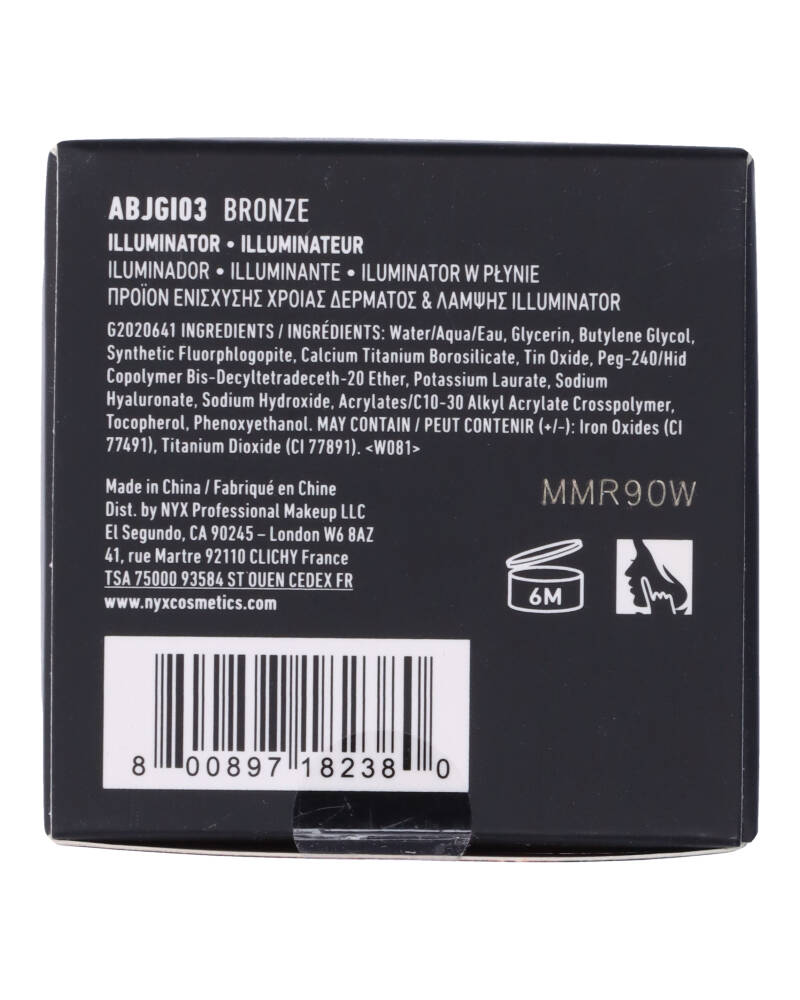 ABJGI03 BRONZE
ILLUMINATOR • ILLUMINATEUR
ILUMINADOR • ILLUMINANTE • ILUMINATOR W PŁYNIE
ΠΡΟΪΟΝ ΕΝΙΣΧΥΣΗΣ ΧΡΟΙΑΣ ΔΕΡΜΑΤΟΣ & ΛΑΜΨΗΣ ILLUMINATOR
G2020641 INGREDIENTS / INGRÉDIENTS: Water/Aqua/Eau, Glycerin, Butylene Glycol,
Synthetic Fluorphlogopite, Calcium Titanium Borosilicate, Tin Oxide, Peg-240/Hid
Copolymer Bis-Decyltetradeceth-20 Ether, Potassium Laurate, Sodium
Hyaluronate, Sodium Hydroxide, Acrylates/C10-30 Alkyl Acrylate Crosspolymer,
Tocopherol, Phenoxyethanol. MAY CONTAIN / PEUT CONTENIR (+/-): Iron Oxides (CI
77491), Titanium Dioxide (CI 77891). <W081>
Made in China / Fabriqué en Chine
Dist. by NYX Professional Makeup LLC
El Segundo, CA 90245 – London W6 8AZ
41, rue Martre 92110 CLICHY France
TSA 75000 93584 ST OUEN CEDEX FR
www.nyxcosmetics.com
MMR90W
6M
8 00897 18238 0